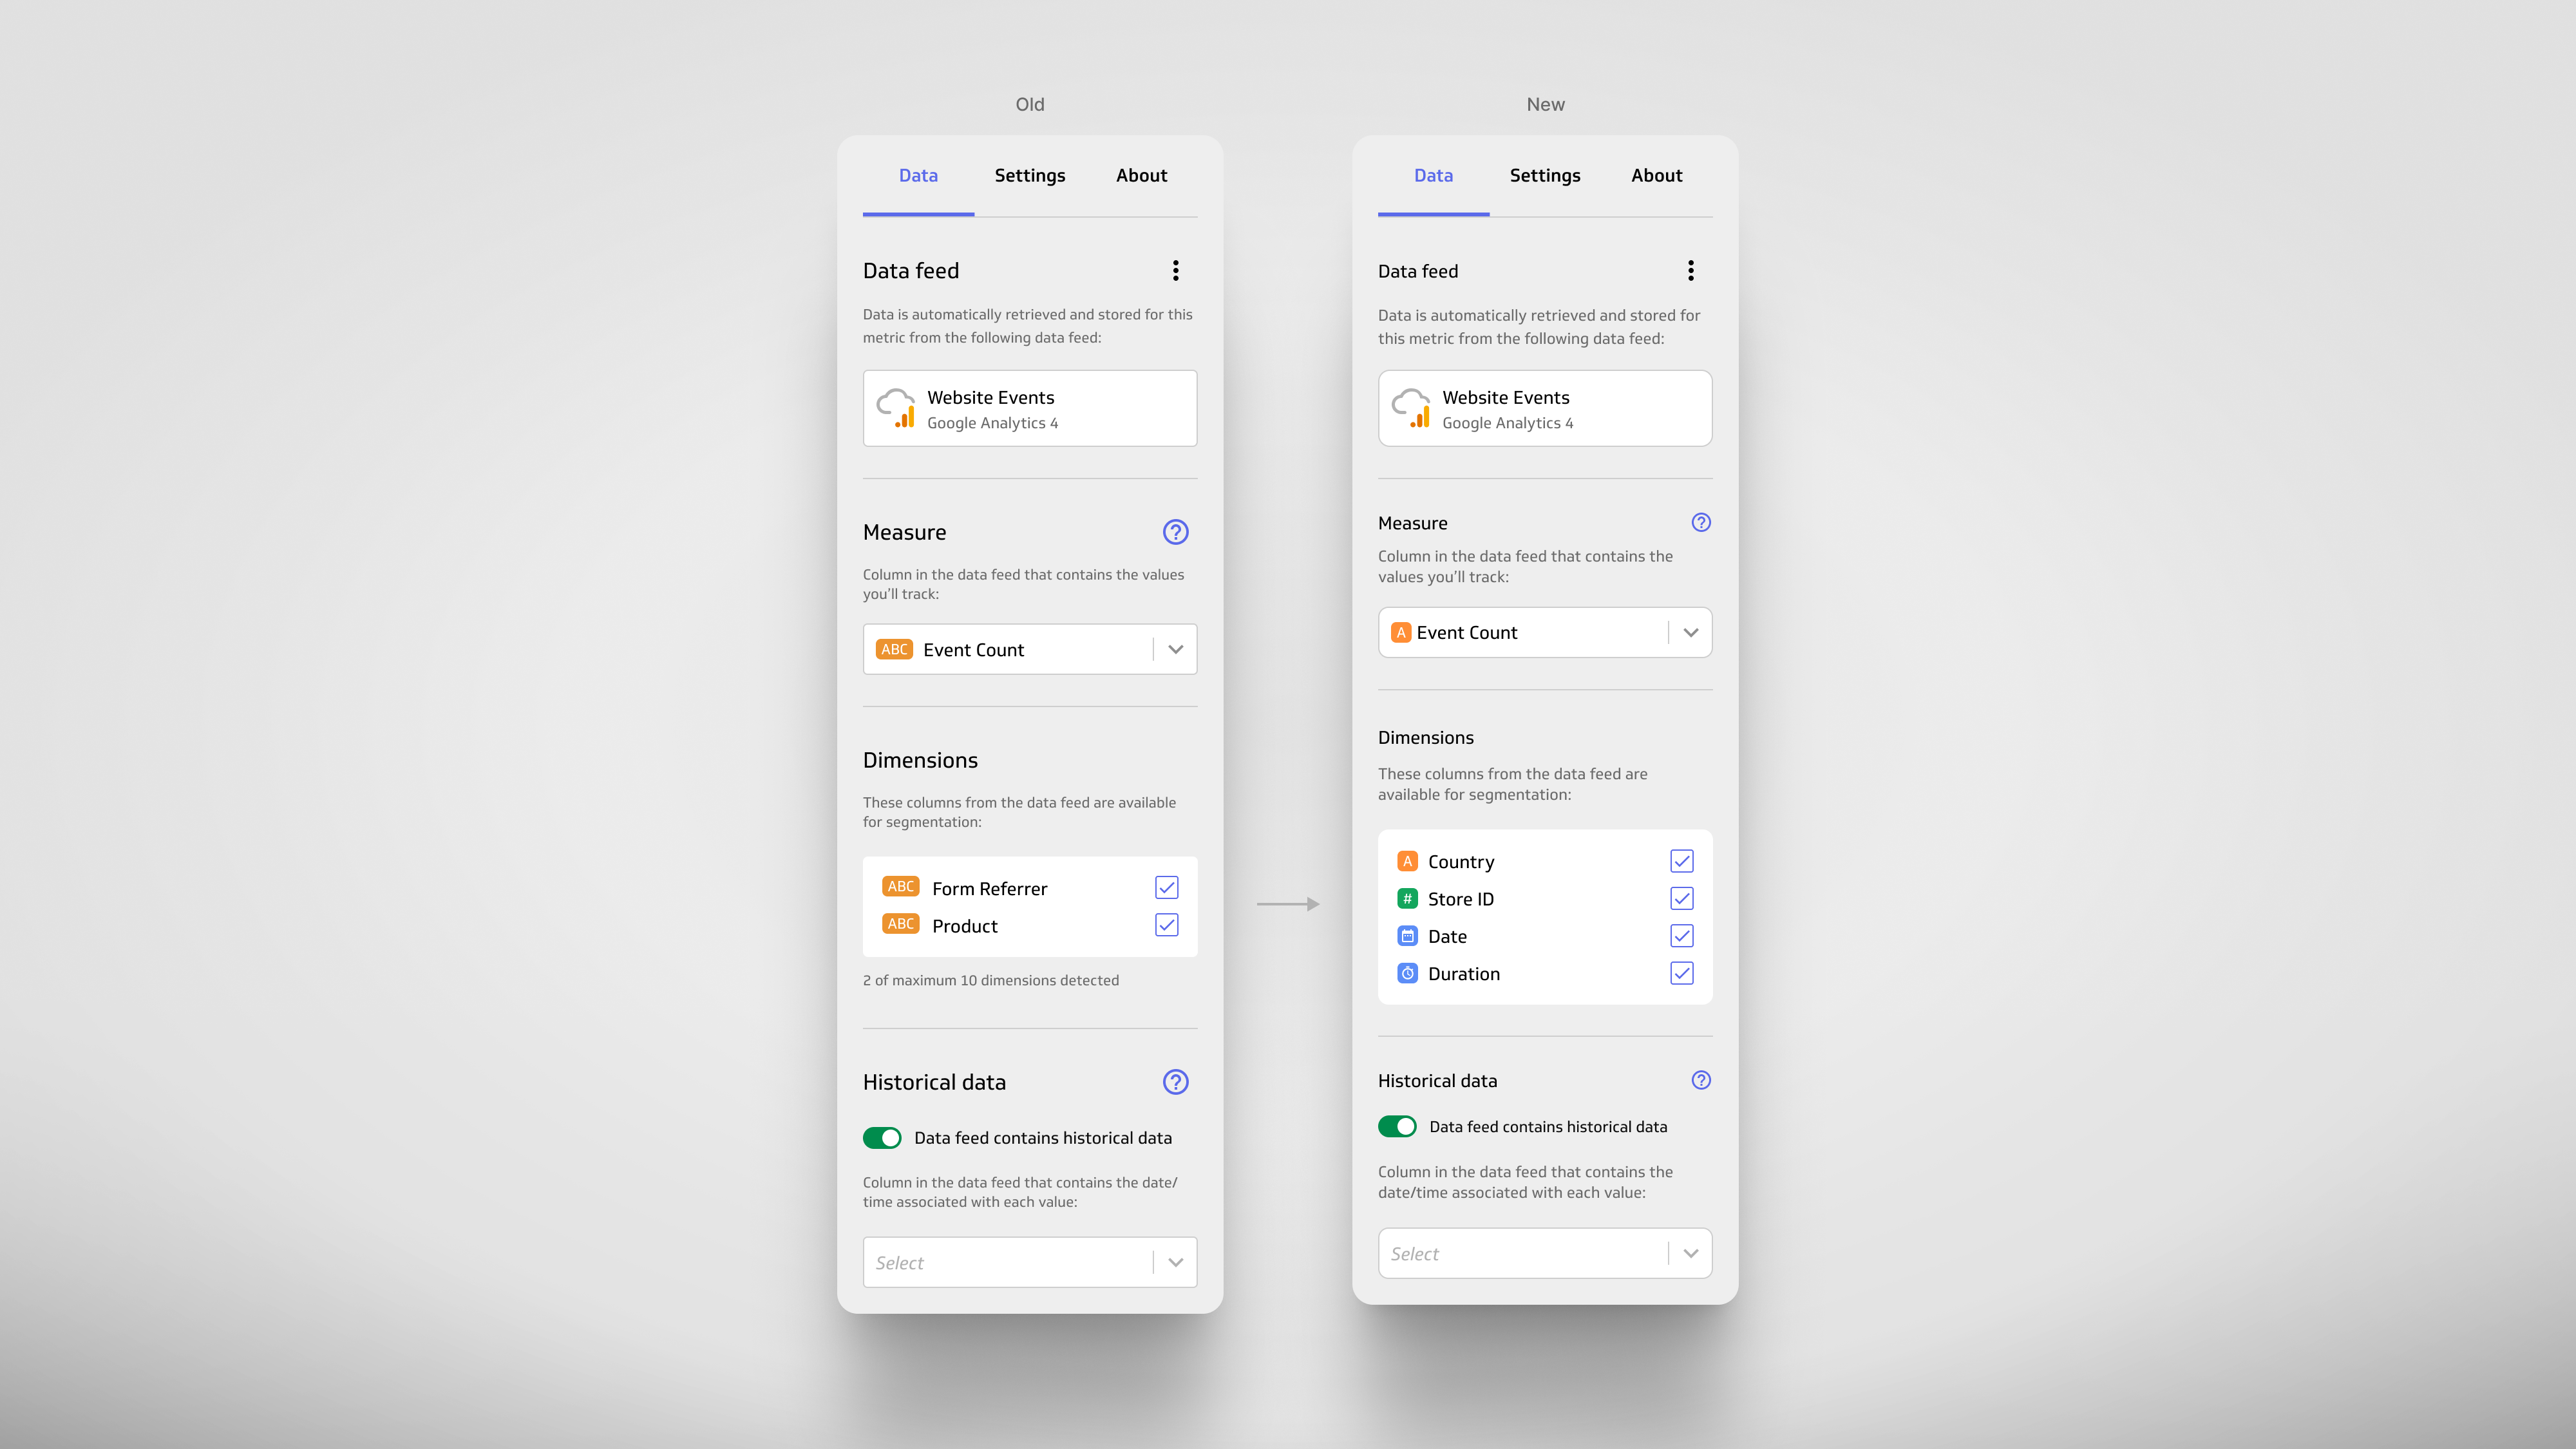 Old
Data Settings About
Data feed
Data is automatically retrieved and stored for this
metric from the following data feed:
Website Events
Google Analytics 4
Measure
?
Column in the data feed that contains the values
you'll track:
ABC Event Count
Dimensions
These columns from the data feed are available
for segmentation:
ABC Form Referrer
ABC Product
2 of maximum 10 dimensions detected
Historical data
?
Data feed contains historical data
Column in the data feed that contains the date/
time associated with each value:
Select
New
Data Settings About
Data feed
Data is automatically retrieved and stored for
this metric from the following data feed:
Website Events
Google Analytics 4
Measure
?
Column in the data feed that contains the
values you'll track:
A Event Count
Dimensions
These columns from the data feed are
available for segmentation:
A Country
# Store ID
Date
Duration
Historical data
?
Data feed contains historical data
Column in the data feed that contains the
date/time associated with each value:
Select